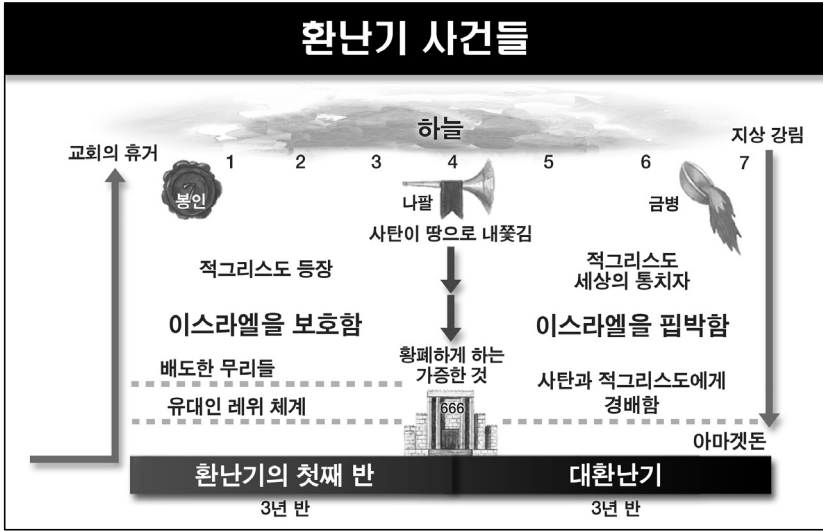 환난기 사건들
하늘
교회의 휴거
지상 강림
1 2 3 4 5 6 7
봉인
나팔
금병
사탄이 땅으로 내쫓김
적그리스도 등장
적그리스도
세상의 통치자
이스라엘을 보호함
이스라엘을 핍박함
황폐하게 하는
가증한 것
배도한 무리들
유대인 레위 체계
사탄과 적그리스도에게
경배함
666
아마겟돈
환난기의 첫째 반
대환난기
3년 반
3년 반